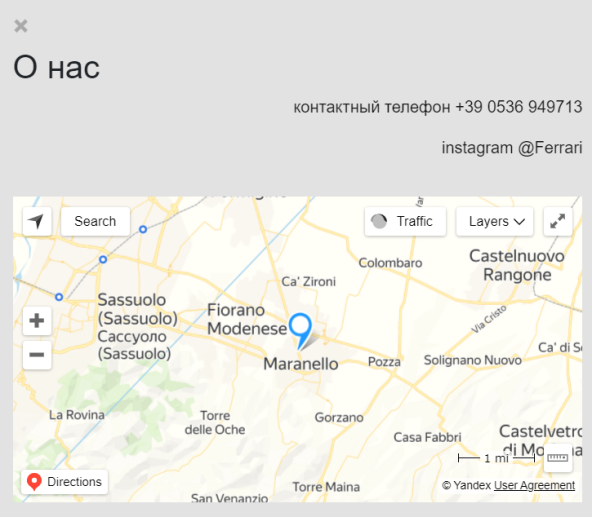 О нас
контактный телефон +39 0536 949713
instagram @Ferrari
Search
Traffic
Layers
Colombaro
Castelnuovo
Rangone
Ca' Zironi
Sassuolo
(Sassuolo)
Сассуоло
(Sassuolo)
Fiorano
Modenese
Via Cristo
Maranello
Pozza
Solignano Nuovo
Ca' di S
La Rovina
Torre
delle Oche
Gorzano
Casa Fabbri
Castelvetro
di Mo
1 mi
Directions
San Venanzio
Torre Maina
© Yandex User Agreement